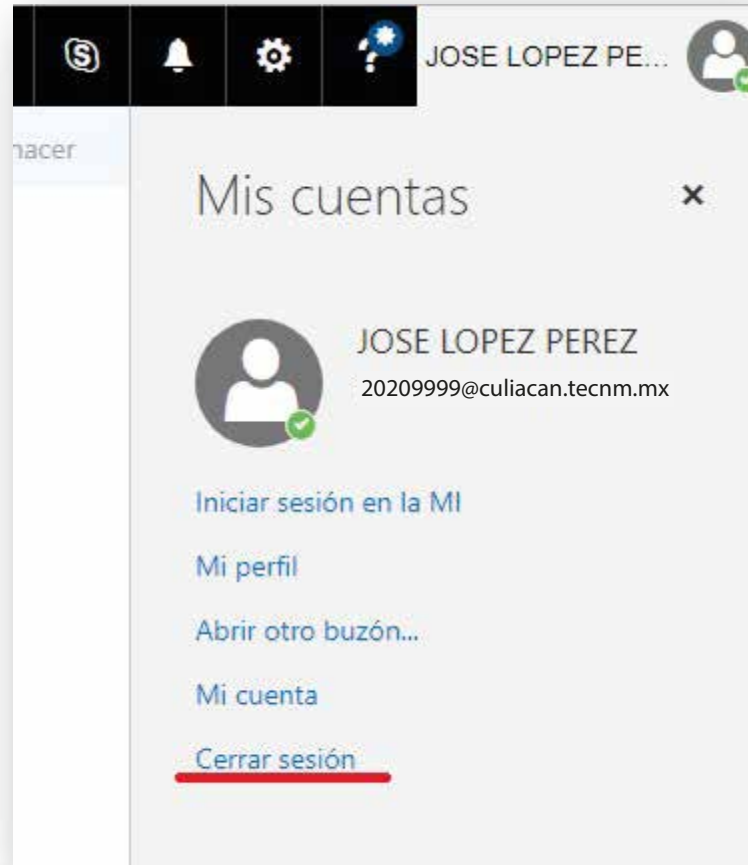 JOSE LOPEZ PE...
hacer
Mis cuentas
JOSE LOPEZ PEREZ
20209999@culiacan.tecnm.mx
Iniciar sesión en la MI
Mi perfil
Abrir otro buzón...
Mi cuenta
Cerrar sesión